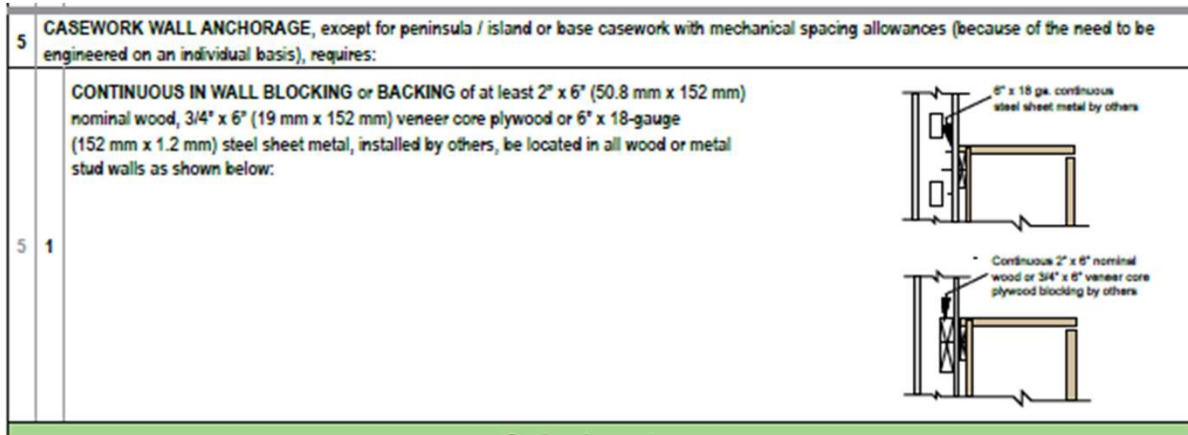 5 CASEWORK WALL ANCHORAGE, except for peninsula / island or base casework with mechanical spacing allowances (because of the need to be
engineered on an individual basis), requires:
5 1
CONTINUOUS IN WALL BLOCKING or BACKING of at least 2" x 6" (50.8 mm x 152 mm)
nominal wood, 3/4" x 6" (19 mm x 152 mm) veneer core plywood or 6" x 18-gauge
(152 mm x 1.2 mm) steel sheet metal, installed by others, be located in all wood or metal
stud walls as shown below:
6" x 18 ga. continuous
steel sheet metal by others
Continuous 2" x 6" nominal
wood or 3/4" x 6" veneer core
plywood blocking by others